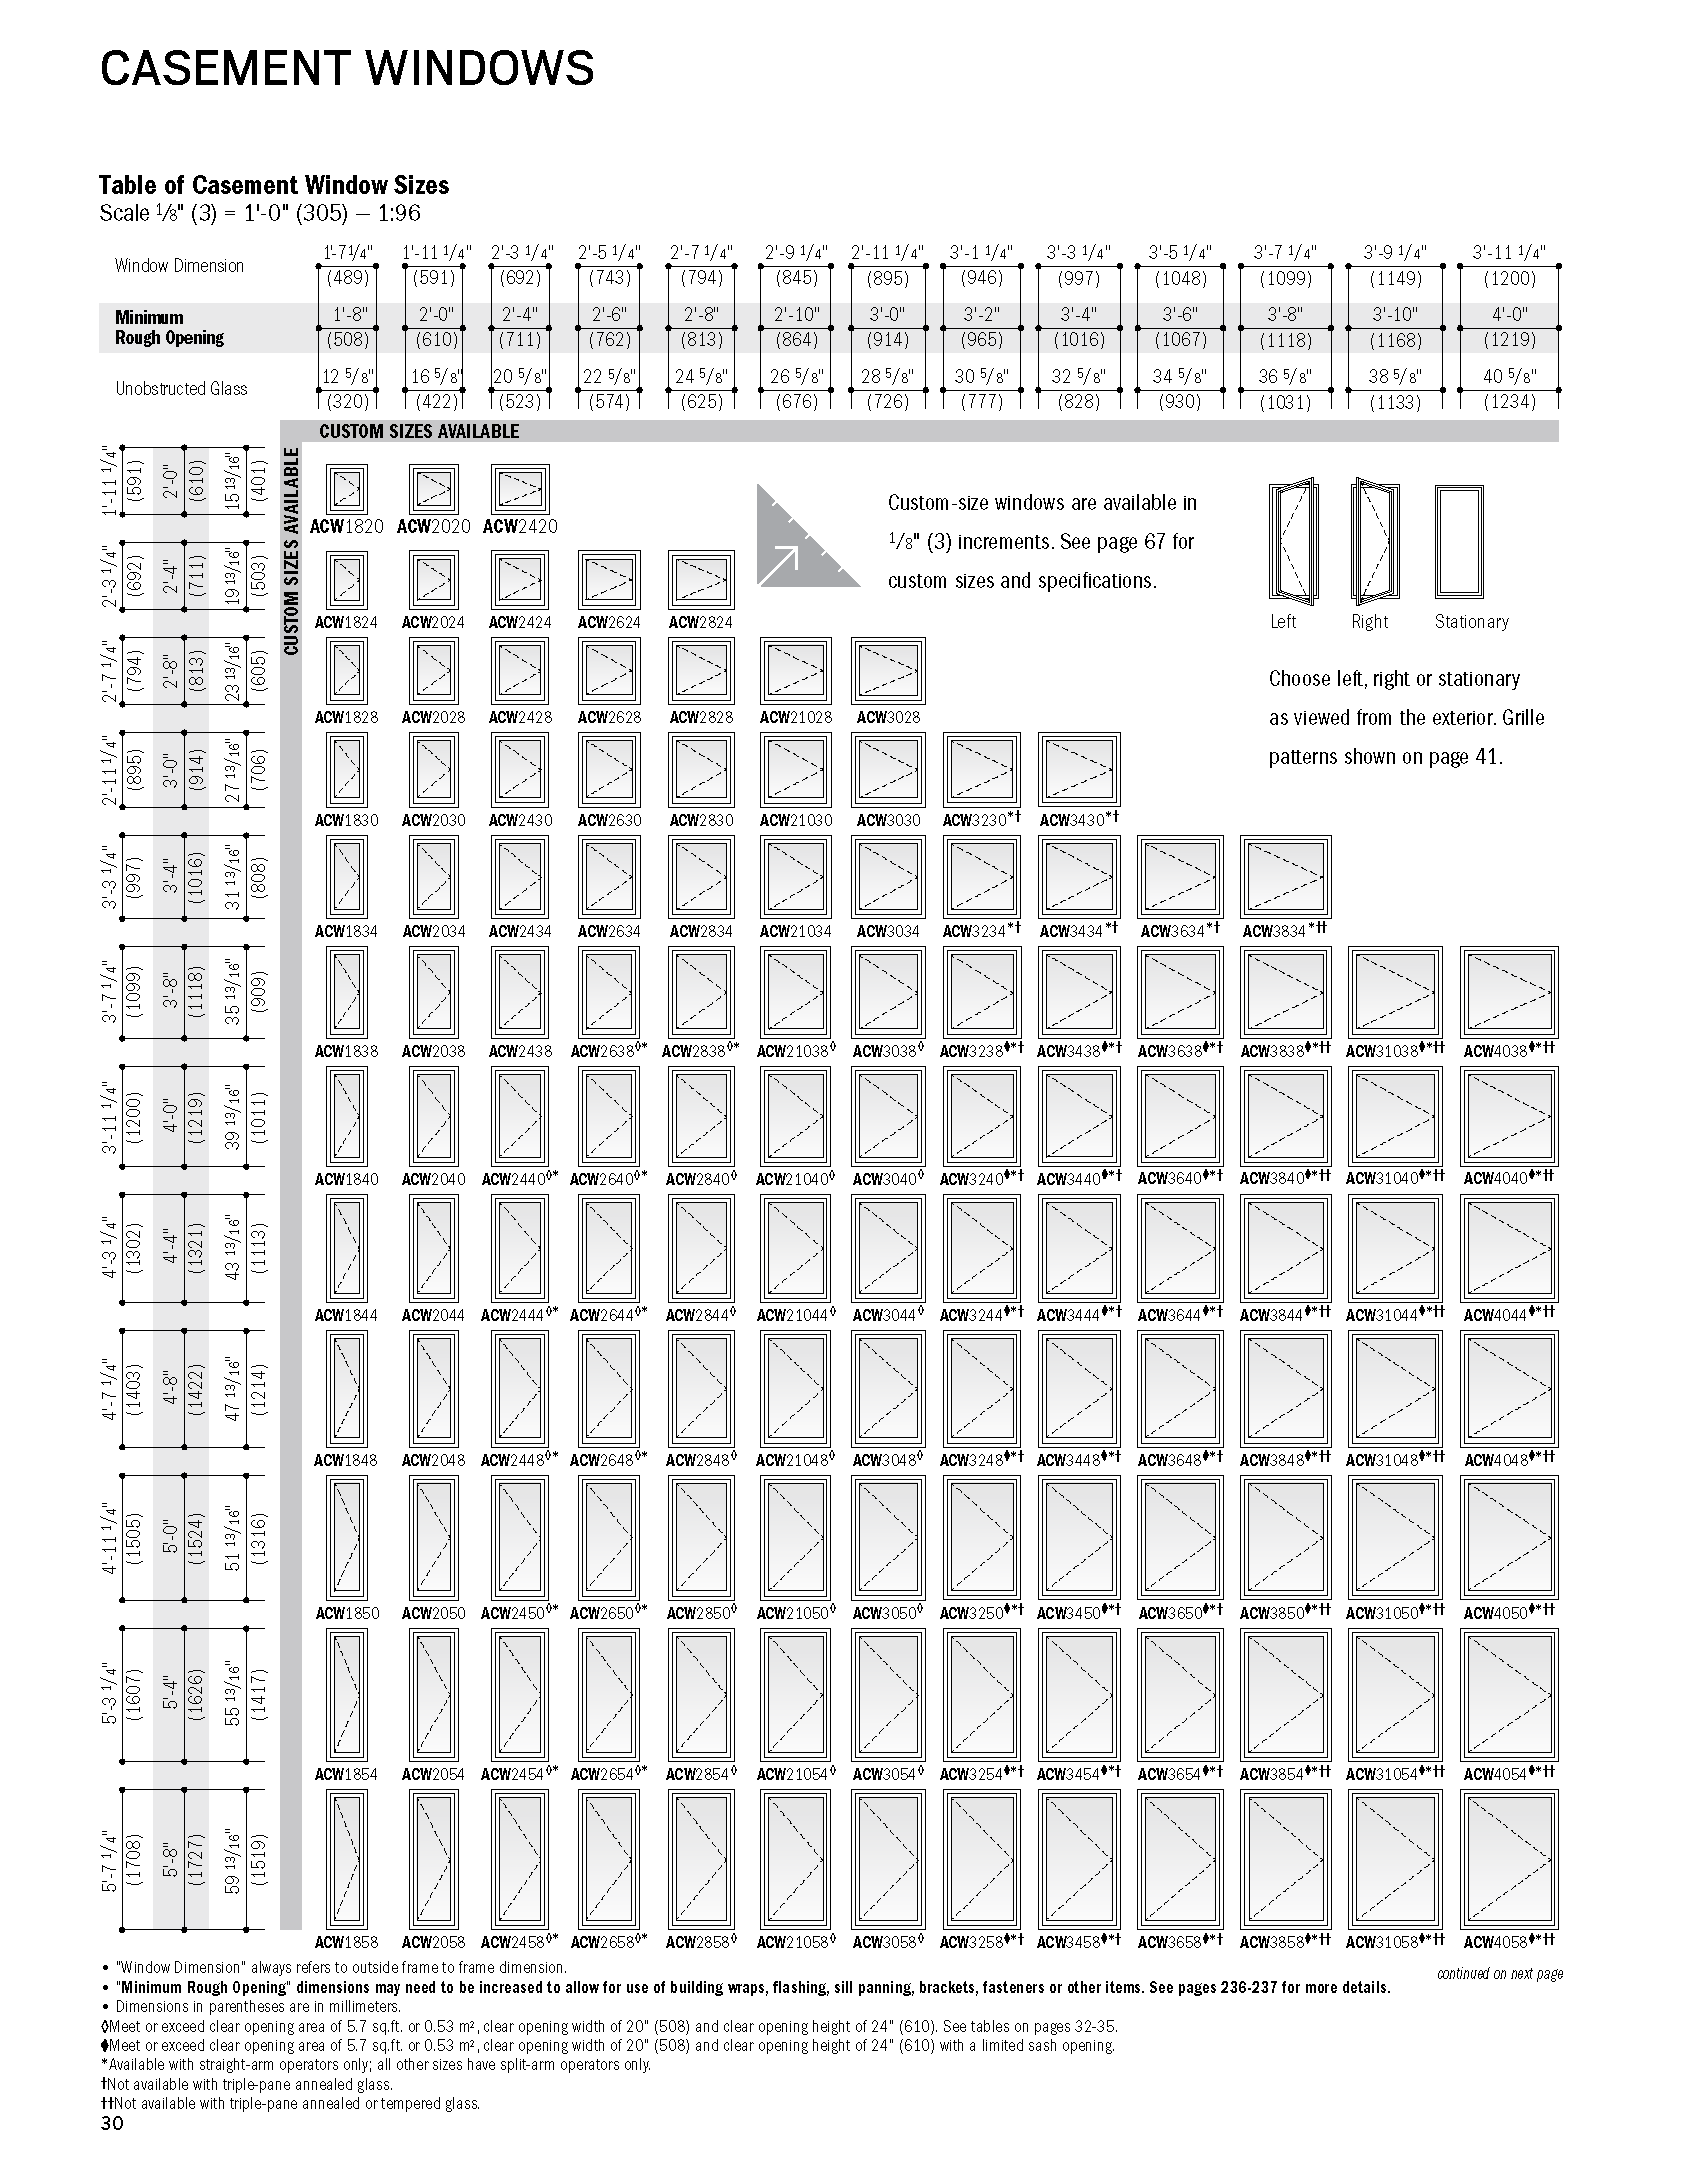 CASEMENT WINDOWS
Table of Casement Window Sizes
Scale 1/8" (3) = 1'-0" (305) – 1:96
Window Dimension
1'-7 1/4" 1'-11 1/4" 2'-3 1/4" 2'-5 1/4" 2'-7 1/4" 2'-9 1/4" 2'-11 1/4" 3'-1 1/4" 3'-3 1/4" 3'-5 1/4" 3'-7 1/4" 3'-9 1/4" 3'-11 1/4"
(489) (591) (692) (743) (794) (845) (895) (946) (997) (1048) (1099) (1149) (1200)
Minimum
Rough Opening
1'-8" 2'-0" 2'-4" 2'-6" 2'-8" 2'-10" 3'-0" 3'-2" 3'-4" 3'-6" 3'-8" 3'-10" 4'-0"
(508) (610) (711) (762) (813) (864) (914) (965) (1016) (1067) (1118) (1168) (1219)
Unobstructed Glass
12 5/8" 16 5/8" 20 5/8" 22 5/8" 24 5/8" 26 5/8" 28 5/8" 30 5/8" 32 5/8" 34 5/8" 36 5/8" 38 5/8" 40 5/8"
(320) (422) (523) (574) (625) (676) (726) (777) (828) (930) (1031) (1133) (1234)
CUSTOM SIZES AVAILABLE
CUSTOM SIZES AVAILABLE
1'-11 1/4" (591) 2'-0" (610) 15 13/16" (401)
ACW1820 ACW2020 ACW2420
Custom-size windows are available in
1/8" (3) increments. See page 67 for
custom sizes and specifications.
Left Right Stationary
Choose left, right or stationary
as viewed from the exterior. Grille
patterns shown on page 41.
2'-3 1/4" (692) 2'-4" (711) 19 13/16" (503)
ACW1824 ACW2024 ACW2424 ACW2624 ACW2824
2'-7 1/4" (794) 2'-8" (813) 23 13/16" (605)
ACW1828 ACW2028 ACW2428 ACW2628 ACW2828 ACW21028 ACW3028
2'-11 1/4" (895) 3'-0" (914) 27 13/16" (706)
ACW1830 ACW2030 ACW2430 ACW2630 ACW2830 ACW21030 ACW3030 ACW3230*† ACW3430*†
3'-3 1/4" (997) 3'-4" (1016) 31 13/16" (808)
ACW1834 ACW2034 ACW2434 ACW2634 ACW2834 ACW21034 ACW3034 ACW3234*† ACW3434*† ACW3634*† ACW3834*††
3'-7 1/4" (1099) 3'-8" (1118) 35 13/16" (909)
ACW1838 ACW2038 ACW2438 ACW2638◊* ACW2838◊* ACW21038◊ ACW3038◊ ACW3238♦*† ACW3438♦*† ACW3638♦*† ACW3838♦*†† ACW31038♦*†† ACW4038♦*††
3'-11 1/4" (1200) 4'-0" (1219) 39 13/16" (1011)
ACW1840 ACW2040 ACW2440◊* ACW2640◊* ACW2840◊ ACW21040◊ ACW3040◊ ACW3240♦*† ACW3440♦*† ACW3640♦*† ACW3840♦*†† ACW31040♦*†† ACW4040♦*††
4'-3 1/4" (1302) 4'-4" (1321) 43 13/16" (1113)
ACW1844 ACW2044 ACW2444◊* ACW2644◊* ACW2844◊ ACW21044◊ ACW3044◊ ACW3244♦*† ACW3444♦*† ACW3644♦*† ACW3844♦*†† ACW31044♦*†† ACW4044♦*††
4'-7 1/4" (1403) 4'-8" (1422) 47 13/16" (1214)
ACW1848 ACW2048 ACW2448◊* ACW2648◊* ACW2848◊ ACW21048◊ ACW3048◊ ACW3248♦*† ACW3448♦*† ACW3648♦*† ACW3848♦*†† ACW31048♦*†† ACW4048♦*††
4'-11 1/4" (1505) 5'-0" (1524) 51 13/16" (1316)
ACW1850 ACW2050 ACW2450◊* ACW2650◊* ACW2850◊ ACW21050◊ ACW3050◊ ACW3250♦*† ACW3450♦*† ACW3650♦*† ACW3850♦*†† ACW31050♦*†† ACW4050♦*††
5'-3 1/4" (1607) 5'-4" (1626) 55 13/16" (1417)
ACW1854 ACW2054 ACW2454◊* ACW2654◊* ACW2854◊ ACW21054◊ ACW3054◊ ACW3254♦*† ACW3454♦*† ACW3654♦*† ACW3854♦*†† ACW31054♦*†† ACW4054♦*††
5'-7 1/4" (1708) 5'-8" (1727) 59 13/16" (1519)
ACW1858 ACW2058 ACW2458◊* ACW2658◊* ACW2858◊ ACW21058◊ ACW3058◊ ACW3258♦*† ACW3458♦*† ACW3658♦*† ACW3858♦*†† ACW31058♦*†† ACW4058♦*††
• "Window Dimension" always refers to outside frame to frame dimension.
continued on next page
• "Minimum Rough Opening" dimensions may need to be increased to allow for use of building wraps, flashing, sill panning, brackets, fasteners or other items. See pages 236-237 for more details.
• Dimensions in parentheses are in millimeters.
◊Meet or exceed clear opening area of 5.7 sq.ft. or 0.53 m², clear opening width of 20" (508) and clear opening height of 24" (610). See tables on pages 32-35.
♦Meet or exceed clear opening area of 5.7 sq.ft. or 0.53 m², clear opening width of 20" (508) and clear opening height of 24" (610) with a limited sash opening.
*Available with straight-arm operators only; all other sizes have split-arm operators only.
†Not available with triple-pane annealed glass.
††Not available with triple-pane annealed or tempered glass.
30